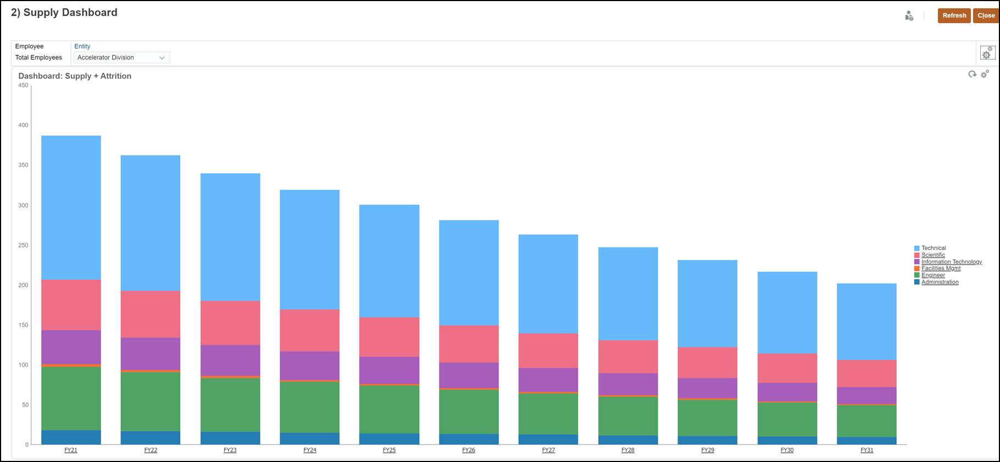 2) Supply Dashboard
Refresh
Close
Employee
Entity
Total Employees
Accelerator Division
Dashboard: Supply + Attrition
450
400
350
300
250
200
150
100
50
0
FY21
FY22
FY23
FY24
FY25
FY26
FY27
FY28
FY29
FY30
FY31
Technical
Scientific
Information Technology
Facilities Mgmt
Engineer
Administration